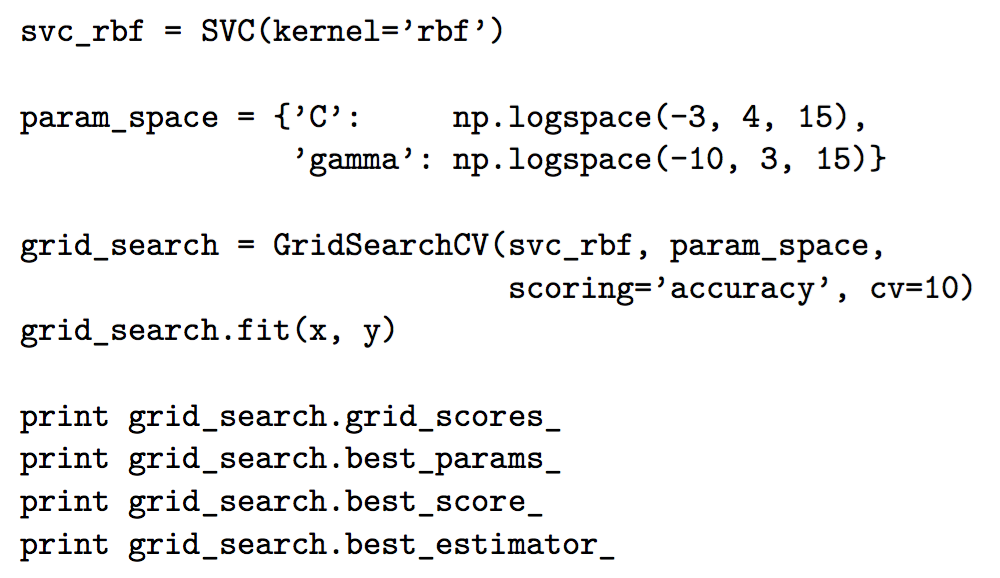 svc_rbf = SVC(kernel=’rbf’)
param_space = {’C’:     np.logspace(-3, 4, 15),
’gamma’: np.logspace(-10, 3, 15)}
grid_search = GridSearchCV(svc_rbf, param_space,
scoring=’accuracy’, cv=10)
grid_search.fit(x, y)
print grid_search.grid_scores_
print grid_search.best_params_
print grid_search.best_score_
print grid_search.best_estimator_